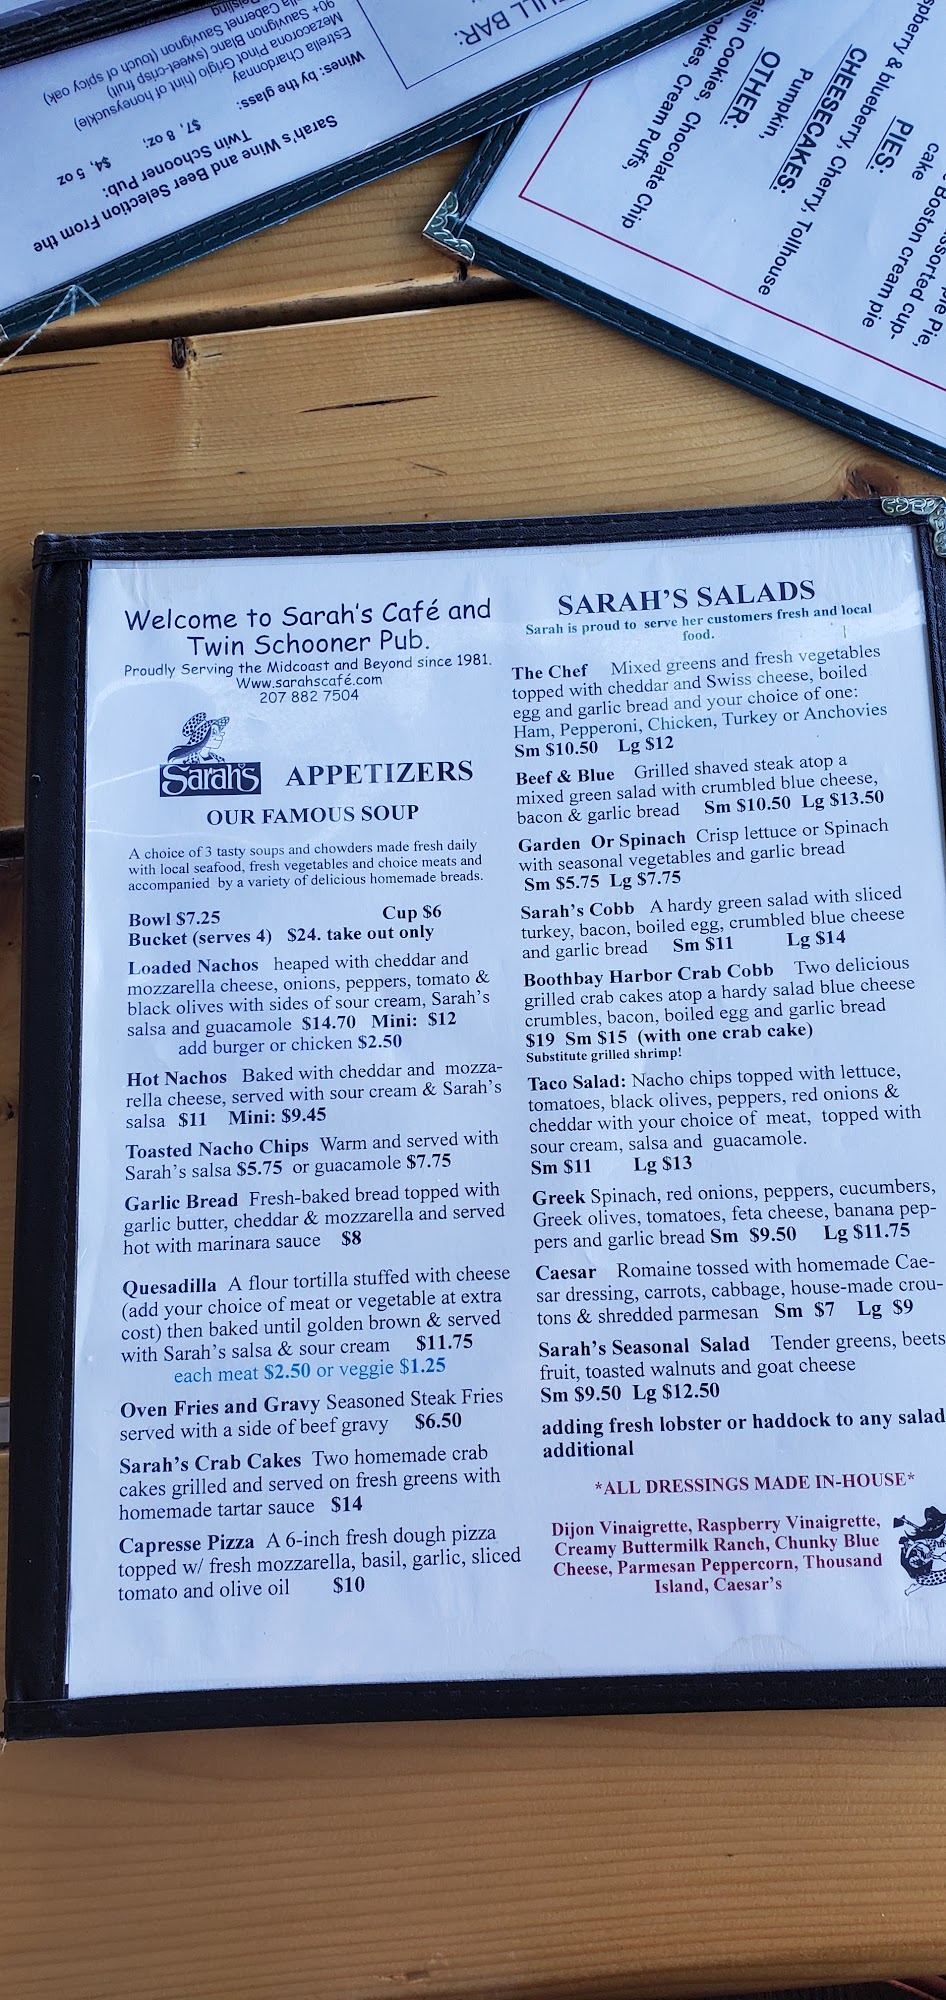 Sarah's Wine and Beer Selection From the
Twin Schooner Pub:
$4, 5 oz
$7, 8 oz;
Wines: by the glass:
Estrella Chardonnay
Mezzacorona Pinot Grigio (hint of honeysuckle)
90+ Sauvignon Blanc (sweet-crisp fruit)
Cabernet Sauvignon (touch of spicy oak)
FULL BAR:
cake
Boston cream pie
PIES:
& blueberry, Cherry, Tollhouse
CHEESECAKES:
Pumpkin,
OTHER:
Cookies, Chocolate Chip
Cream Puffs,
Welcome to Sarah's Café and
Twin Schooner Pub.
Proudly Serving the Midcoast and Beyond since 1981.
Www.sarahscafé.com
207 882 7504
Sarah's
APPETIZERS
OUR FAMOUS SOUP
A choice of 3 tasty soups and chowders made fresh daily
with local seafood, fresh vegetables and choice meats and
accompanied by a variety of delicious homemade breads.
Bowl $7.25 Cup $6
Bucket (serves 4) $24. take out only
Loaded Nachos heaped with cheddar and
mozzarella cheese, onions, peppers, tomato &
black olives with sides of sour cream, Sarah's
salsa and guacamole $14.70 Mini: $12
add burger or chicken $2.50
Hot Nachos Baked with cheddar and mozza-
rella cheese, served with sour cream & Sarah's
salsa $11 Mini: $9.45
Toasted Nacho Chips Warm and served with
Sarah's salsa $5.75 or guacamole $7.75
Garlic Bread Fresh-baked bread topped with
garlic butter, cheddar & mozzarella and served
hot with marinara sauce $8
Quesadilla A flour tortilla stuffed with cheese
(add your choice of meat or vegetable at extra
cost) then baked until golden brown & served
with Sarah's salsa & sour cream $11.75
each meat $2.50 or veggie $1.25
Oven Fries and Gravy Seasoned Steak Fries
served with a side of beef gravy $6.50
Sarah's Crab Cakes Two homemade crab
cakes grilled and served on fresh greens with
homemade tartar sauce $14
Capresse Pizza A 6-inch fresh dough pizza
topped w/ fresh mozzarella, basil, garlic, sliced
tomato and olive oil $10
SARAH'S SALADS
Sarah is proud to serve her customers fresh and local
food.
The Chef Mixed greens and fresh vegetables
topped with cheddar and Swiss cheese, boiled
egg and garlic bread and your choice of one:
Ham, Pepperoni, Chicken, Turkey or Anchovies
Sm $10.50 Lg $12
Beef & Blue Grilled shaved steak atop a
mixed green salad with crumbled blue cheese,
bacon & garlic bread Sm $10.50 Lg $13.50
Garden Or Spinach Crisp lettuce or Spinach
with seasonal vegetables and garlic bread
Sm $5.75 Lg $7.75
Sarah's Cobb A hardy green salad with sliced
turkey, bacon, boiled egg, crumbled blue cheese
and garlic bread Sm $11 Lg $14
Boothbay Harbor Crab Cobb Two delicious
grilled crab cakes atop a hardy salad blue cheese
crumbles, bacon, boiled egg and garlic bread
$19 Sm $15 (with one crab cake)
Substitute grilled shrimp!
Taco Salad: Nacho chips topped with lettuce,
tomatoes, black olives, peppers, red onions &
cheddar with your choice of meat, topped with
sour cream, salsa and guacamole.
Sm $11 Lg $13
Greek Spinach, red onions, peppers, cucumbers,
Greek olives, tomatoes, feta cheese, banana pep-
pers and garlic bread Sm $9.50 Lg $11.75
Caesar Romaine tossed with homemade Cae-
sar dressing, carrots, cabbage, house-made crou-
tons & shredded parmesan Sm $7 Lg $9
Sarah's Seasonal Salad Tender greens, beets
fruit, toasted walnuts and goat cheese
Sm $9.50 Lg $12.50
adding fresh lobster or haddock to any salad
additional
*ALL DRESSINGS MADE IN-HOUSE*
Dijon Vinaigrette, Raspberry Vinaigrette,
Creamy Buttermilk Ranch, Chunky Blue
Cheese, Parmesan Peppercorn, Thousand
Island, Caesar's